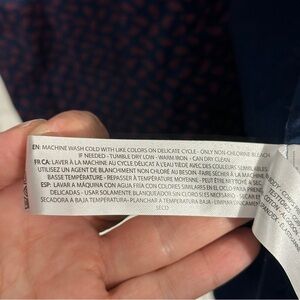 EN: MACHINE WASH COLD WITH LIKE COLORS ON DELICATE CYCLE - ONLY NON-CHLORINE BLEACH
IF NEEDED - TUMBLE DRY LOW - WARM IRON - CAN DRY CLEAN.
FR CA: LAVER À LA MACHINE AU CYCLE DÉLICAT À L'EAU TIÈDE AVEC DES COULEURS SEMBL
UTILISEZ UN AGENT DE BLANCHIMENT NON CHLORÉ AU BESOIN - FAIRE SÉCHER À LA MACHINE
BASSE TEMPÉRATURE - REPASSER À TEMPÉRATURE MOYENNE - PEUT ÊTRE NETTOYÉ À SEC.
ESP: LAVAR A MÁQUINA CON AGUA FRÍA CON COLORES SIMILARES EN EL CICLO PARA PRENDAS
DELICADAS - USAR SOLAMENTE BLANQUEADOR SIN CLORO SI ES NECESARIO -
SECADORA A BAJA TEMPERATURA - PLANCHAR A TEMPERATURA BAJA -
SECO